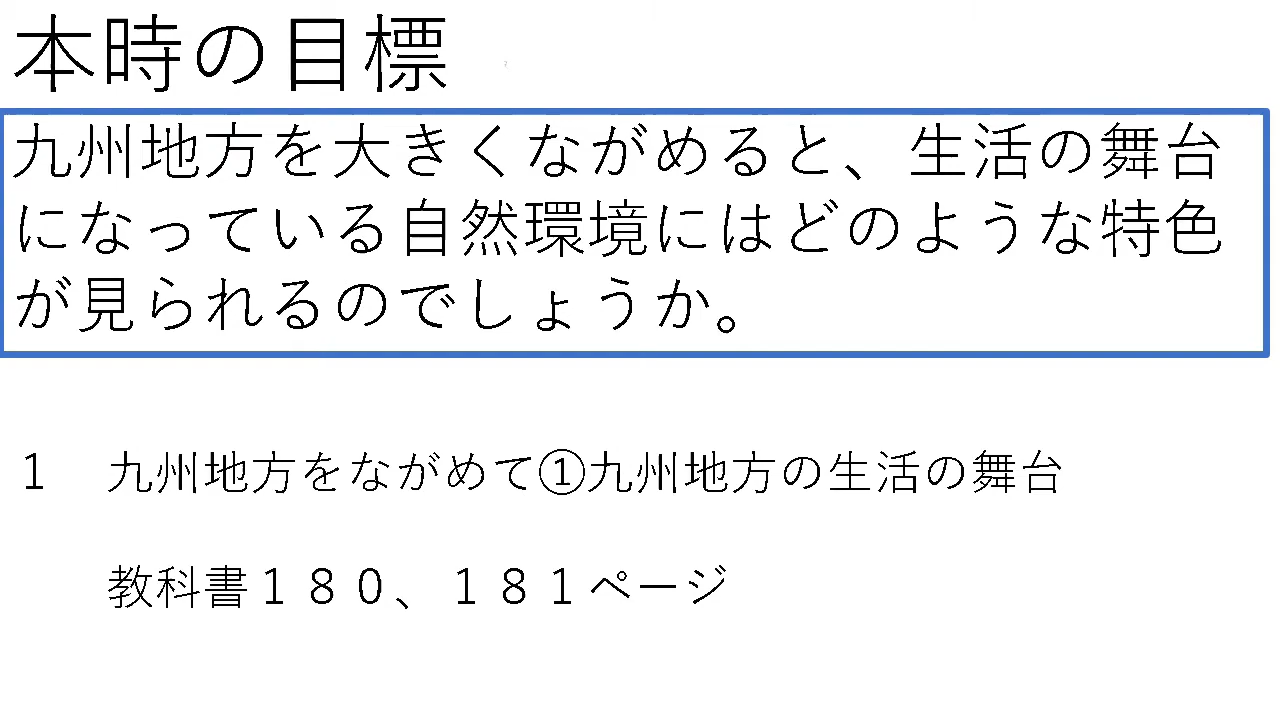 本時の目標
九州地方を大きくながめると、生活の舞台
になっている自然環境にはどのような特色
が見られるのでしょうか。
１　九州地方をながめて①九州地方の生活の舞台
教科書１８０、１８１ページ